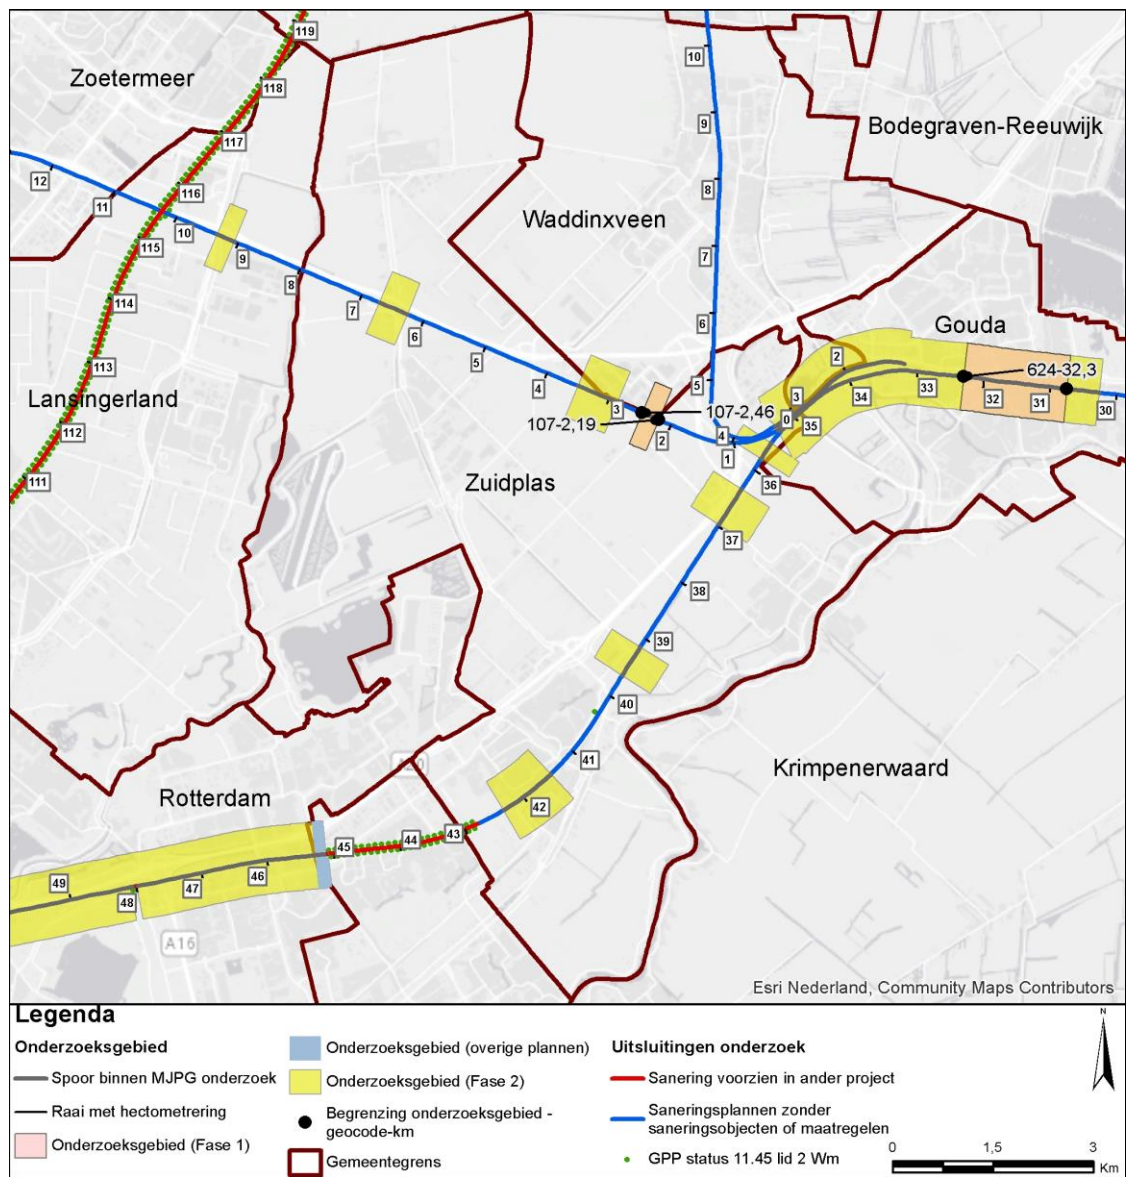 119
10
Zoetermeer
118
Bodegraven-Reeuwijk
9
117
12
8
116
11
Waddinxveen
10
115
9
7
8
114
7
6
6
Gouda
5
2
113
4
5
624-32,3
Lansingerland
3
34
33
32
31
30
3
107-2,46
0
35
112
107-2,19
2
4
1
111
Zuidplas
36
37
38
39
40
41
A20
Krimpenerwaard
Rotterdam
42
43
44
45
46
49
47
48
A16
Esri Nederland, Community Maps Contributors
Legenda
Onderzoeksgebied
Spoor binnen MJPG onderzoek
Raai met hectometrering
Onderzoeksgebied (Fase 1)
Onderzoeksgebied (overige plannen)
Onderzoeksgebied (Fase 2)
Begrenzing onderzoeksgebied -
geocode-km
Gemeentegrens
Uitsluitingen onderzoek
Sanering voorzien in ander project
Saneringsplannen zonder
saneringsobjecten of maatregelen
GPP status 11.45 lid 2 Wm
N
0 1,5 3
Km